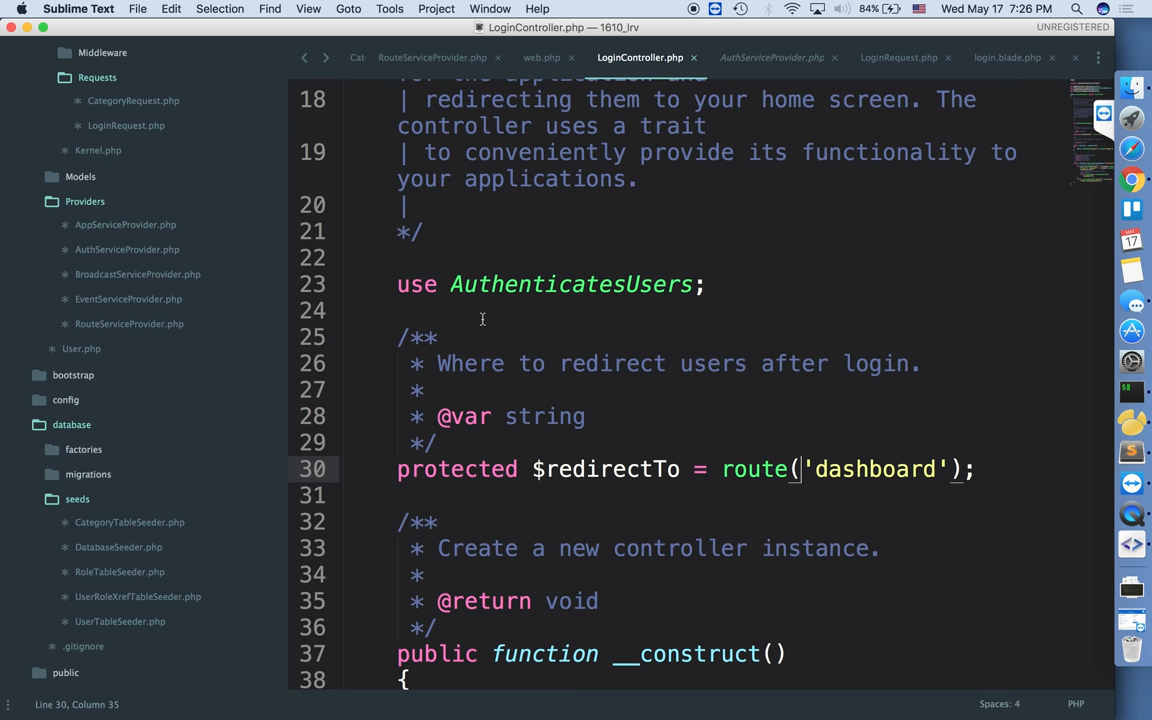 Sublime Text File Edit Selection Find View Goto Tools Project Window Help 84% Wed May 17 7:26 PM
LoginController.php — 1610_lrv UNREGISTERED
Cat RouteServiceProvider.php × web.php × LoginController.php × AuthServiceProvider.php × LoginRequest.php × login.blade.php × ×
Middleware
Requests
* CategoryRequest.php
* LoginRequest.php
* Kernel.php
Models
Providers
* AppServiceProvider.php
* AuthServiceProvider.php
* BroadcastServiceProvider.php
* EventServiceProvider.php
* RouteServiceProvider.php
* User.php
bootstrap
config
database
factories
migrations
seeds
* CategoryTableSeeder.php
* DatabaseSeeder.php
* RoleTableSeeder.php
* UserRoleXrefTableSeeder.php
* UserTableSeeder.php
* .gitignore
public
for the application and
18 | redirecting them to your home screen. The
controller uses a trait
19 | to conveniently provide its functionality to
your applications.
20 |
21 */
22
23 use AuthenticatesUsers;
24
25 /**
26 * Where to redirect users after login.
27 *
28 * @var string
29 */
30 protected $redirectTo = route('dashboard');
31
32 /**
33 * Create a new controller instance.
34 *
35 * @return void
36 */
37 public function __construct()
38 {
17
Line 30, Column 35 Spaces: 4 PHP